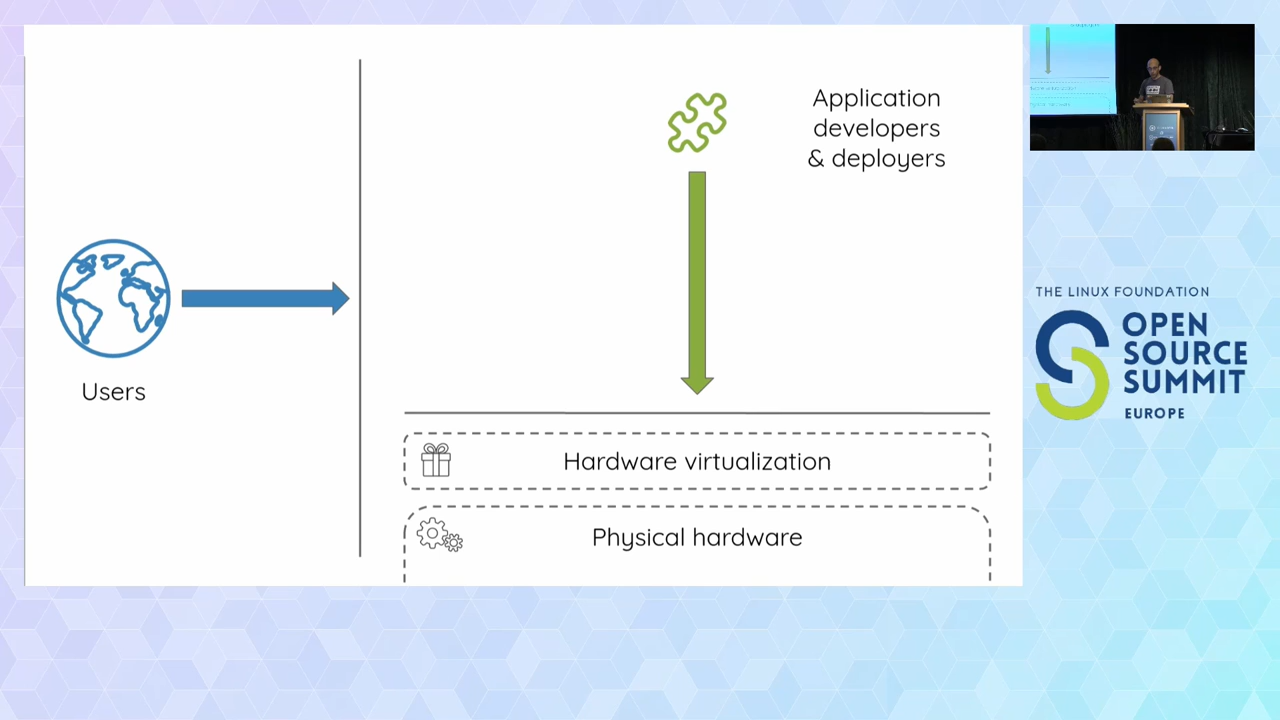 Application
developers
& deployers
Users
Hardware virtualization
Physical hardware
THE LINUX FOUNDATION
OPEN
SOURCE
SUMMIT
EUROPE